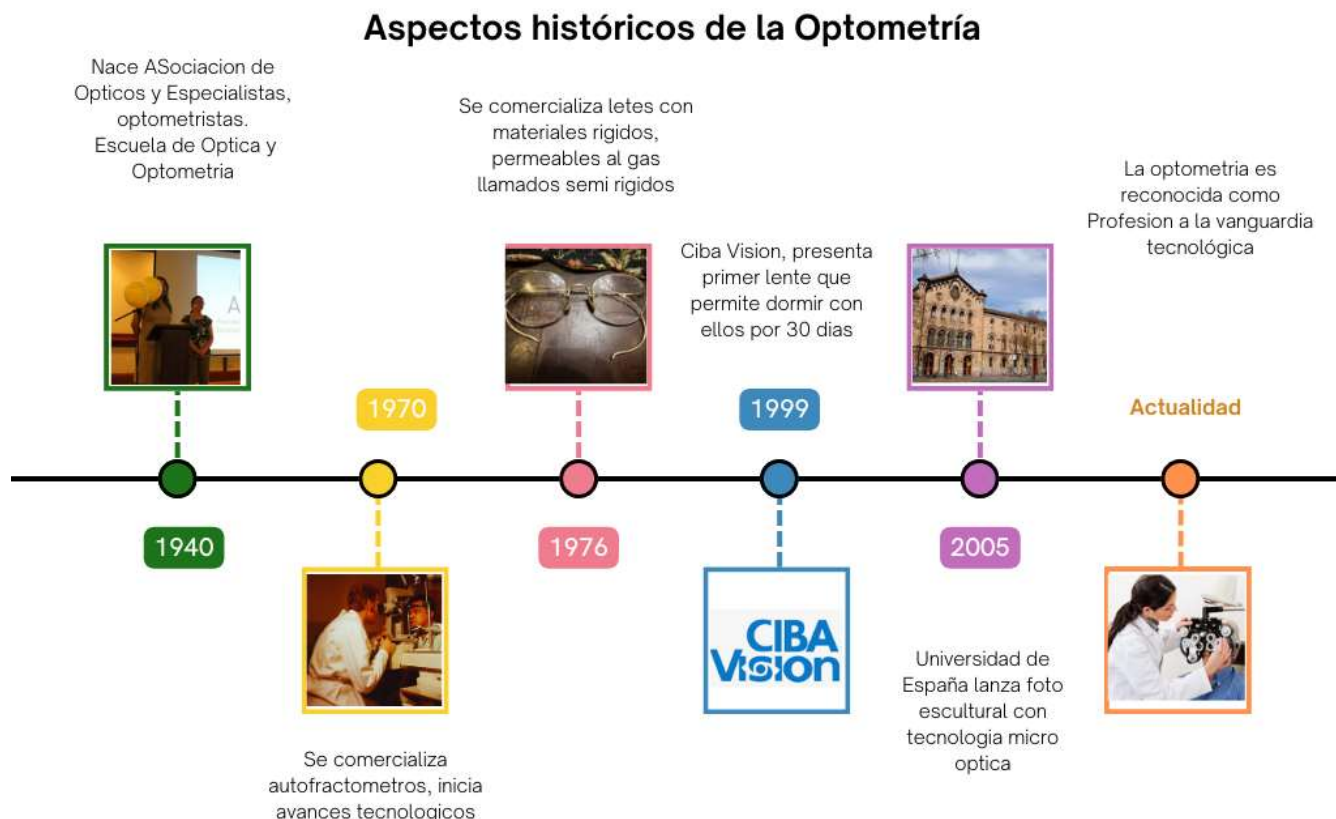 Aspectos históricos de la Optometría
Nace ASociacion de
Opticos y Especialistas,
optometristas.
Escuela de Optica y
Optometria
1940
1970
Se comercializa
autofractometros, inicia
avances tecnologicos
Se comercializa letes con
materiales rigidos,
permeables al gas
llamados semi rigidos
1976
Ciba Vision, presenta
primer lente que
permite dormir con
ellos por 30 dias
1999
CIBA
Vision
2005
Universidad de
España lanza foto
escultural con
tecnologia micro
optica
La optometria es
reconocida como
Profesion a la vanguardia
tecnológica
Actualidad